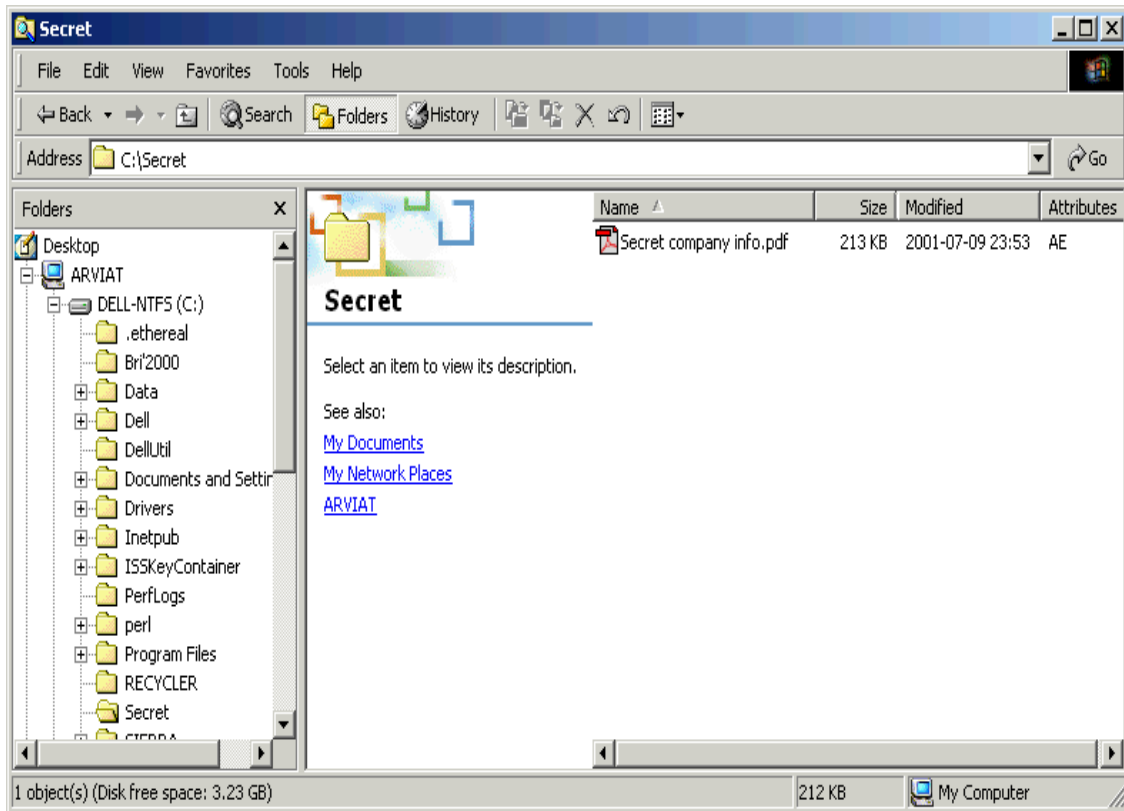 Secret
File Edit View Favorites Tools Help
Back Search Folders History
Address C:\Secret Go
Folders x
Desktop
ARVIAT
DELL-NTFS (C:)
.ethereal
Bri'2000
Data
Dell
DellUtil
Documents and Settin
Drivers
Inetpub
ISSKeyContainer
PerfLogs
perl
Program Files
RECYCLER
Secret
Secret
Select an item to view its description.
See also:
My Documents
My Network Places
ARVIAT
Name Size Modified Attributes
Secret company info.pdf 213 KB 2001-07-09 23:53 AE
1 object(s) (Disk free space: 3.23 GB) 212 KB My Computer